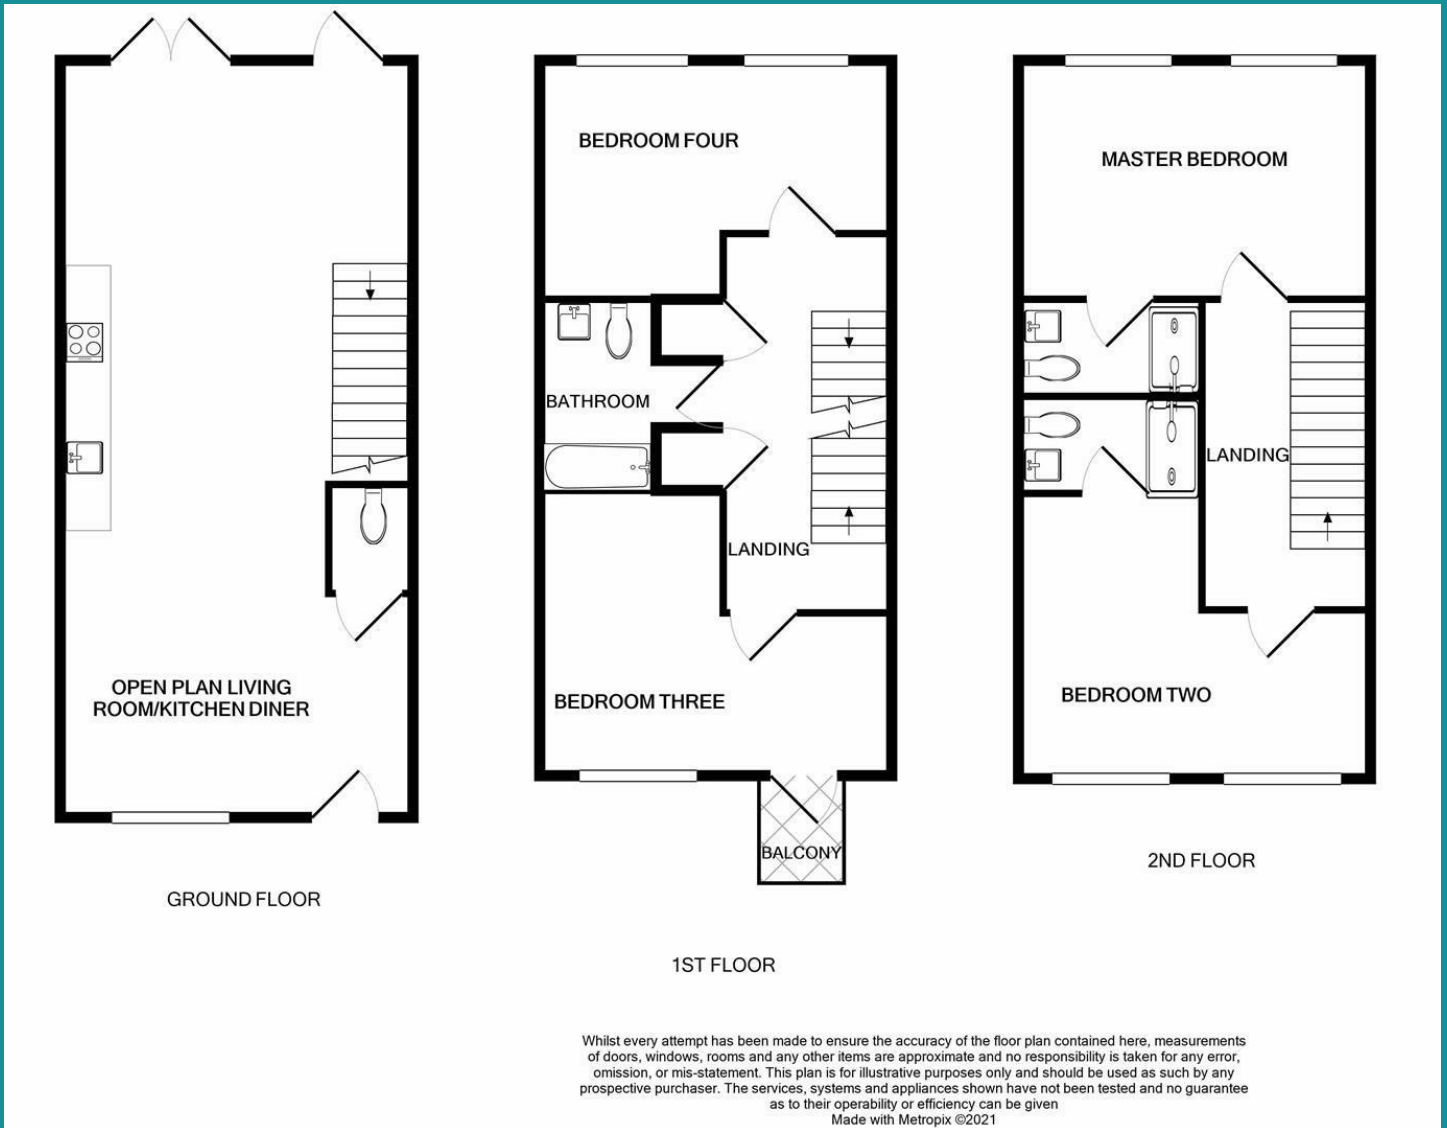 BEDROOM FOUR
MASTER BEDROOM
BATHROOM
LANDING
LANDING
OPEN PLAN LIVING
ROOM/KITCHEN DINER
BEDROOM THREE
BEDROOM TWO
BALCONY
GROUND FLOOR
1ST FLOOR
2ND FLOOR
Whilst every attempt has been made to ensure the accuracy of the floor plan contained here, measurements
of doors, windows, rooms and any other items are approximate and no responsibility is taken for any error,
omission, or mis-statement. This plan is for illustrative purposes only and should be used as such by any
prospective purchaser. The services, systems and appliances shown have not been tested and no guarantee
as to their operability or efficiency can be given
Made with Metropix ©2021